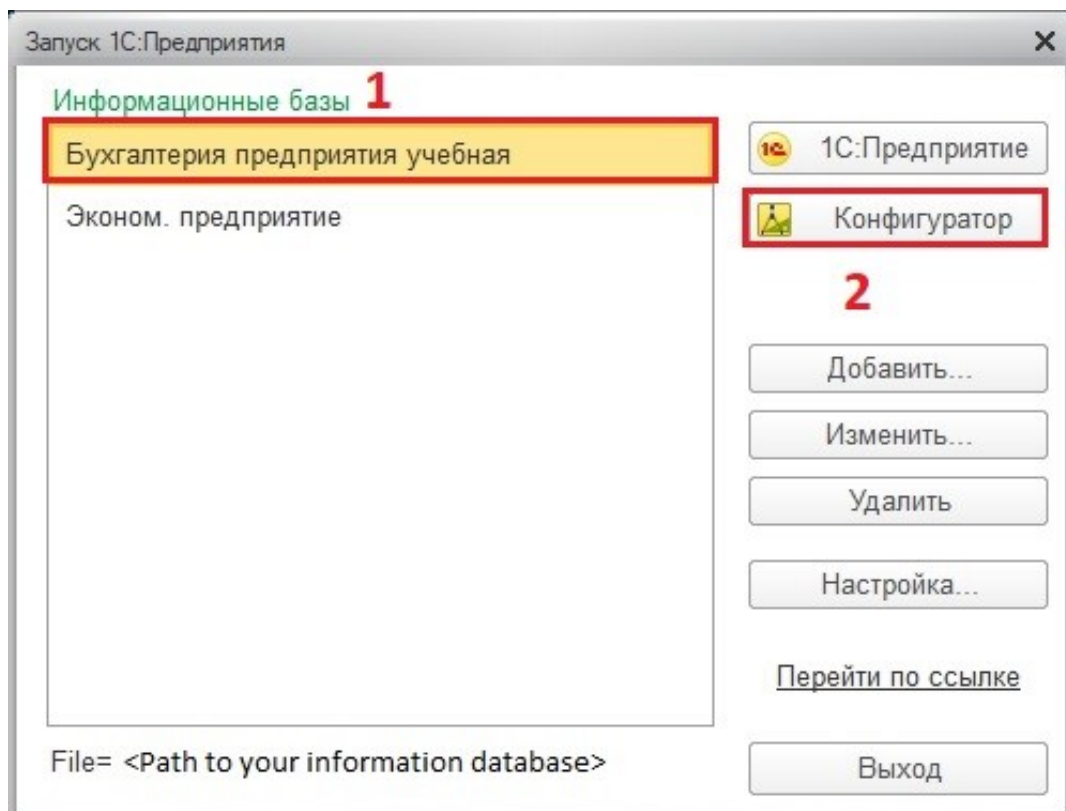 Запуск 1С:Предприятия
Информационные базы 1
Бухгалтерия предприятия учебная
Эконом. предприятие
1С:Предприятие
Конфигуратор
2
Добавить...
Изменить...
Удалить
Настройка...
Перейти по ссылке
File= <Path to your information database>
Выход